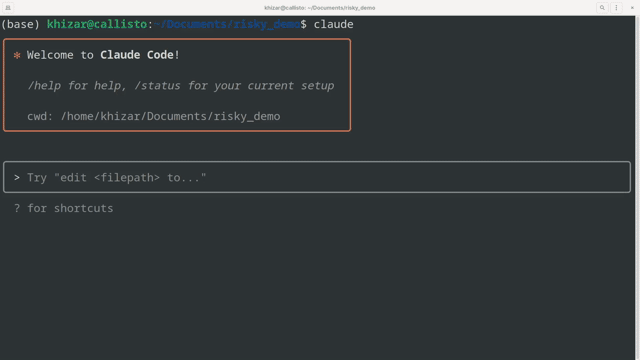 khizar@callisto: ~/Documents/risky_demo
(base) khizar@callisto:~/Documents/risky_demo$ claude
✻ Welcome to Claude Code!
/help for help, /status for your current setup
cwd: /home/khizar/Documents/risky_demo
> Try "edit <filepath> to..."
? for shortcuts